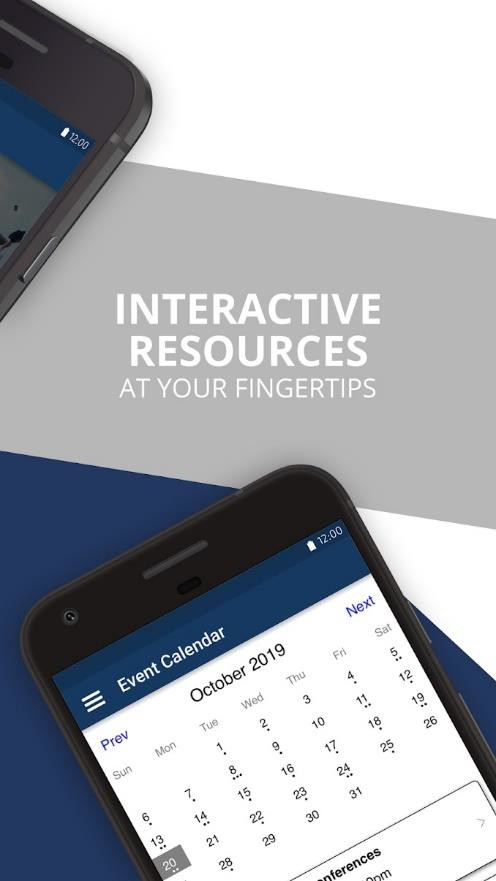 12:00
INTERACTIVE
RESOURCES
AT YOUR FINGERTIPS
12:00
Event Calendar
Prev October 2019 Next
Sun Mon Tue Wed Thu Fri Sat
1 2 3 4 5
6 7 8 9 10 11 12
13 14 15 16 17 18 19
20 21 22 23 24 25 26
28 29 30 31